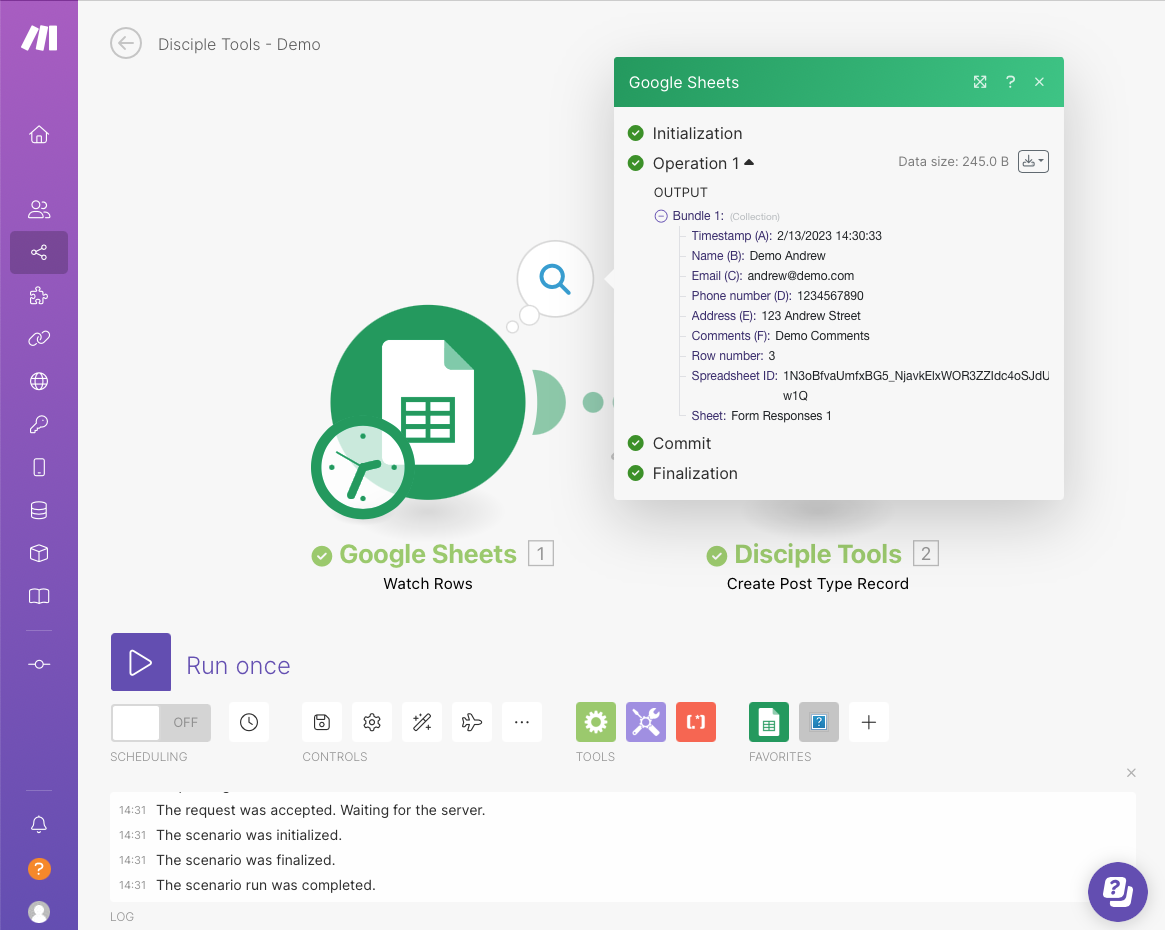 Disciple Tools - Demo
Google Sheets
?
Initialization
Operation 1
Data size: 245.0 B
OUTPUT
Bundle 1: (Collection)
Timestamp (A): 2/13/2023 14:30:33
Name (B): Demo Andrew
Email (C): andrew@demo.com
Phone number (D): 1234567890
Address (E): 123 Andrew Street
Comments (F): Demo Comments
Row number: 3
Spreadsheet ID: 1N3oBfvaUmfxBG5_NjavkElxWOR3ZZIdc4oSJdU
w1Q
Sheet: Form Responses 1
Commit
Finalization
Google Sheets 1
Watch Rows
Disciple Tools 2
Create Post Type Record
Run once
OFF
SCHEDULING
CONTROLS
TOOLS
FAVORITES
14:31 The request was accepted. Waiting for the server.
14:31 The scenario was initialized.
14:31 The scenario was finalized.
14:31 The scenario run was completed.
LOG